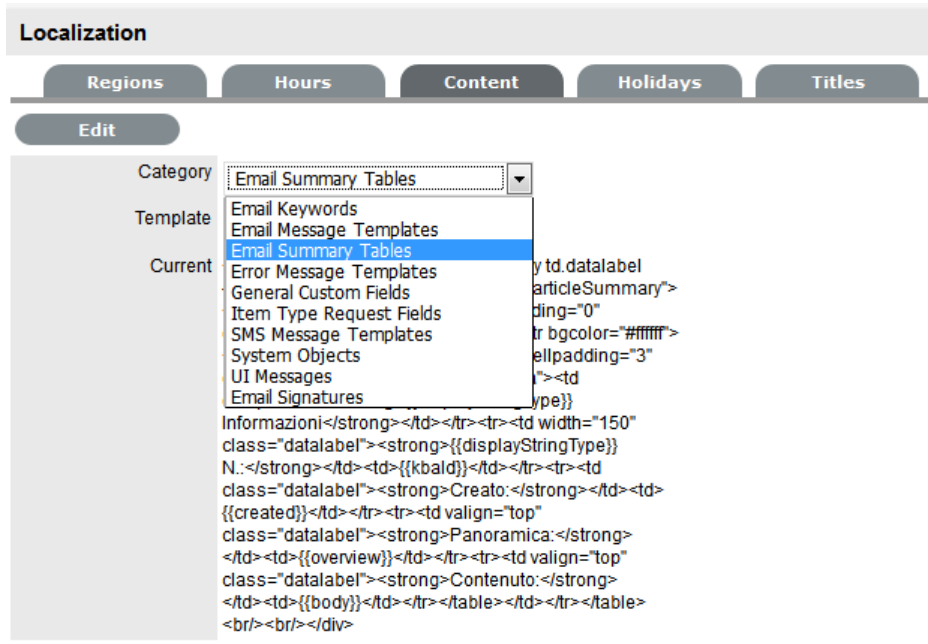 Localization
Regions Hours Content Holidays Titles
Edit
Category Email Summary Tables
Template
Email Keywords
Email Message Templates
Email Summary Tables
Error Message Templates
General Custom Fields
Item Type Request Fields
SMS Message Templates
System Objects
UI Messages
Email Signatures
Current
td.datalabel
articleSummary">
ding="0"
tr bgcolor="#ffffff">
ellpadding="3"
"><td
ype}}
Informazioni</strong></td></tr><tr><td width="150"
class="datalabel"><strong>{{displayStringType}}
N.:</strong></td><td>{{kbaId}}</td></tr><tr><td
class="datalabel"><strong>Creato:</strong></td><td>
{{created}}</td></tr><tr><td valign="top"
class="datalabel"><strong>Panoramica:</strong>
</td><td>{{overview}}</td></tr><tr><td valign="top"
class="datalabel"><strong>Contenuto:</strong>
</td><td>{{body}}</td></tr></table></td></tr></table>
<br/><br/></div>